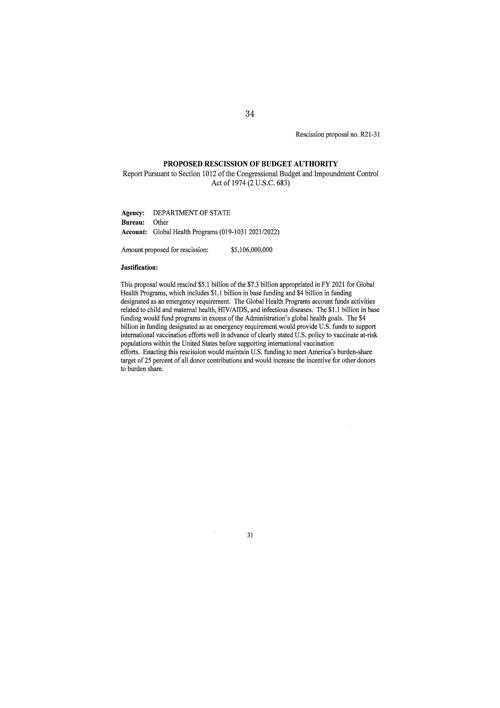 34
Rescission proposal no. R21-31
PROPOSED RESCISSION OF BUDGET AUTHORITY
Report Pursuant to Section 1012 of the Congressional Budget and Impoundment Control
Act of 1974 (2 U.S.C. 683)
Agency: DEPARTMENT OF STATE
Bureau: Other
Account: Global Health Programs (019-1031 2021/2022)
Amount proposed for rescission: $5,106,000,000
Justification:
This proposal would rescind $5.1 billion of the $7.3 billion appropriated in FY 2021 for Global
Health Programs, which includes $1.1 billion in base funding and $4 billion in funding
designated as an emergency requirement. The Global Health Programs account funds activities
related to child and maternal health, HIV/AIDS, and infectious diseases. The $1.1 billion in base
funding would fund programs in excess of the Administration's global health goals. The $4
billion in funding designated as an emergency requirement would provide U.S. funds to support
international vaccination efforts well in advance of clearly stated U.S. policy to vaccinate at-risk
populations within the United States before supporting international vaccination
efforts. Enacting this rescission would maintain U.S. funding to meet America's burden-share
target of 25 percent of all donor contributions and would increase the incentive for other donors
to burden share.
31